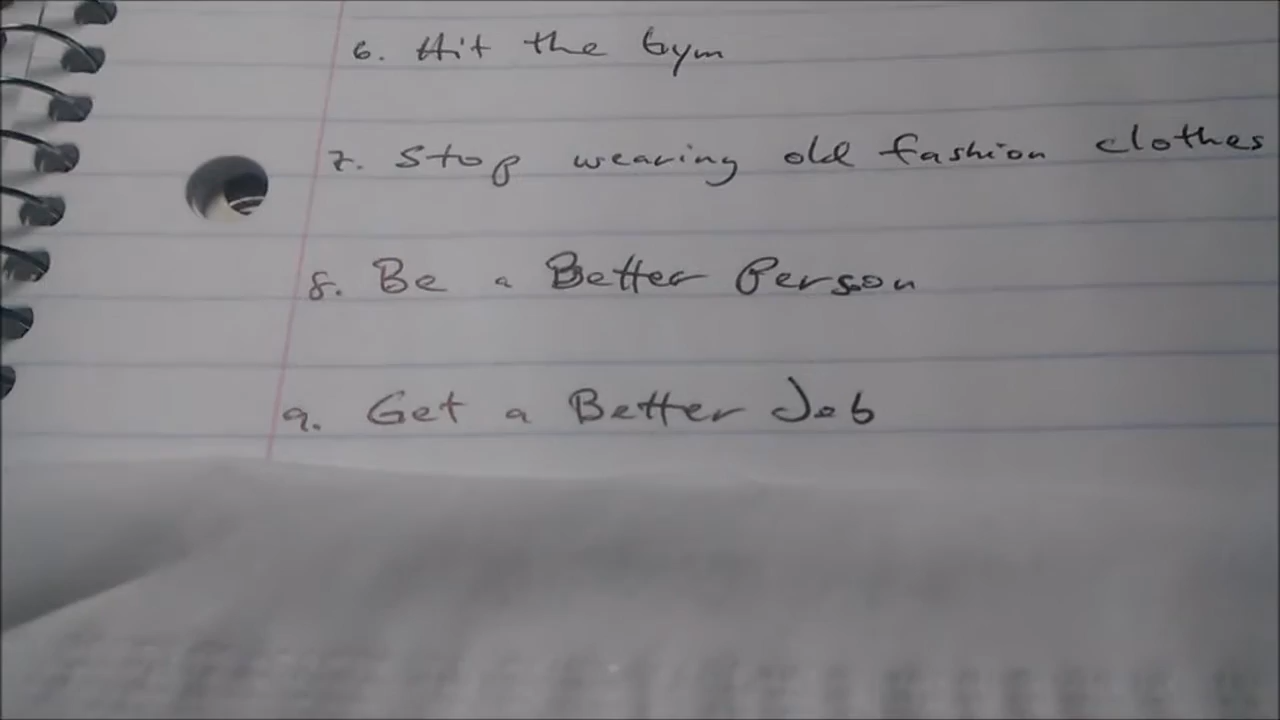 6. Hit the Gym
7. Stop wearing old fashion clothes
8. Be a Better Person
9. Get a Better Job